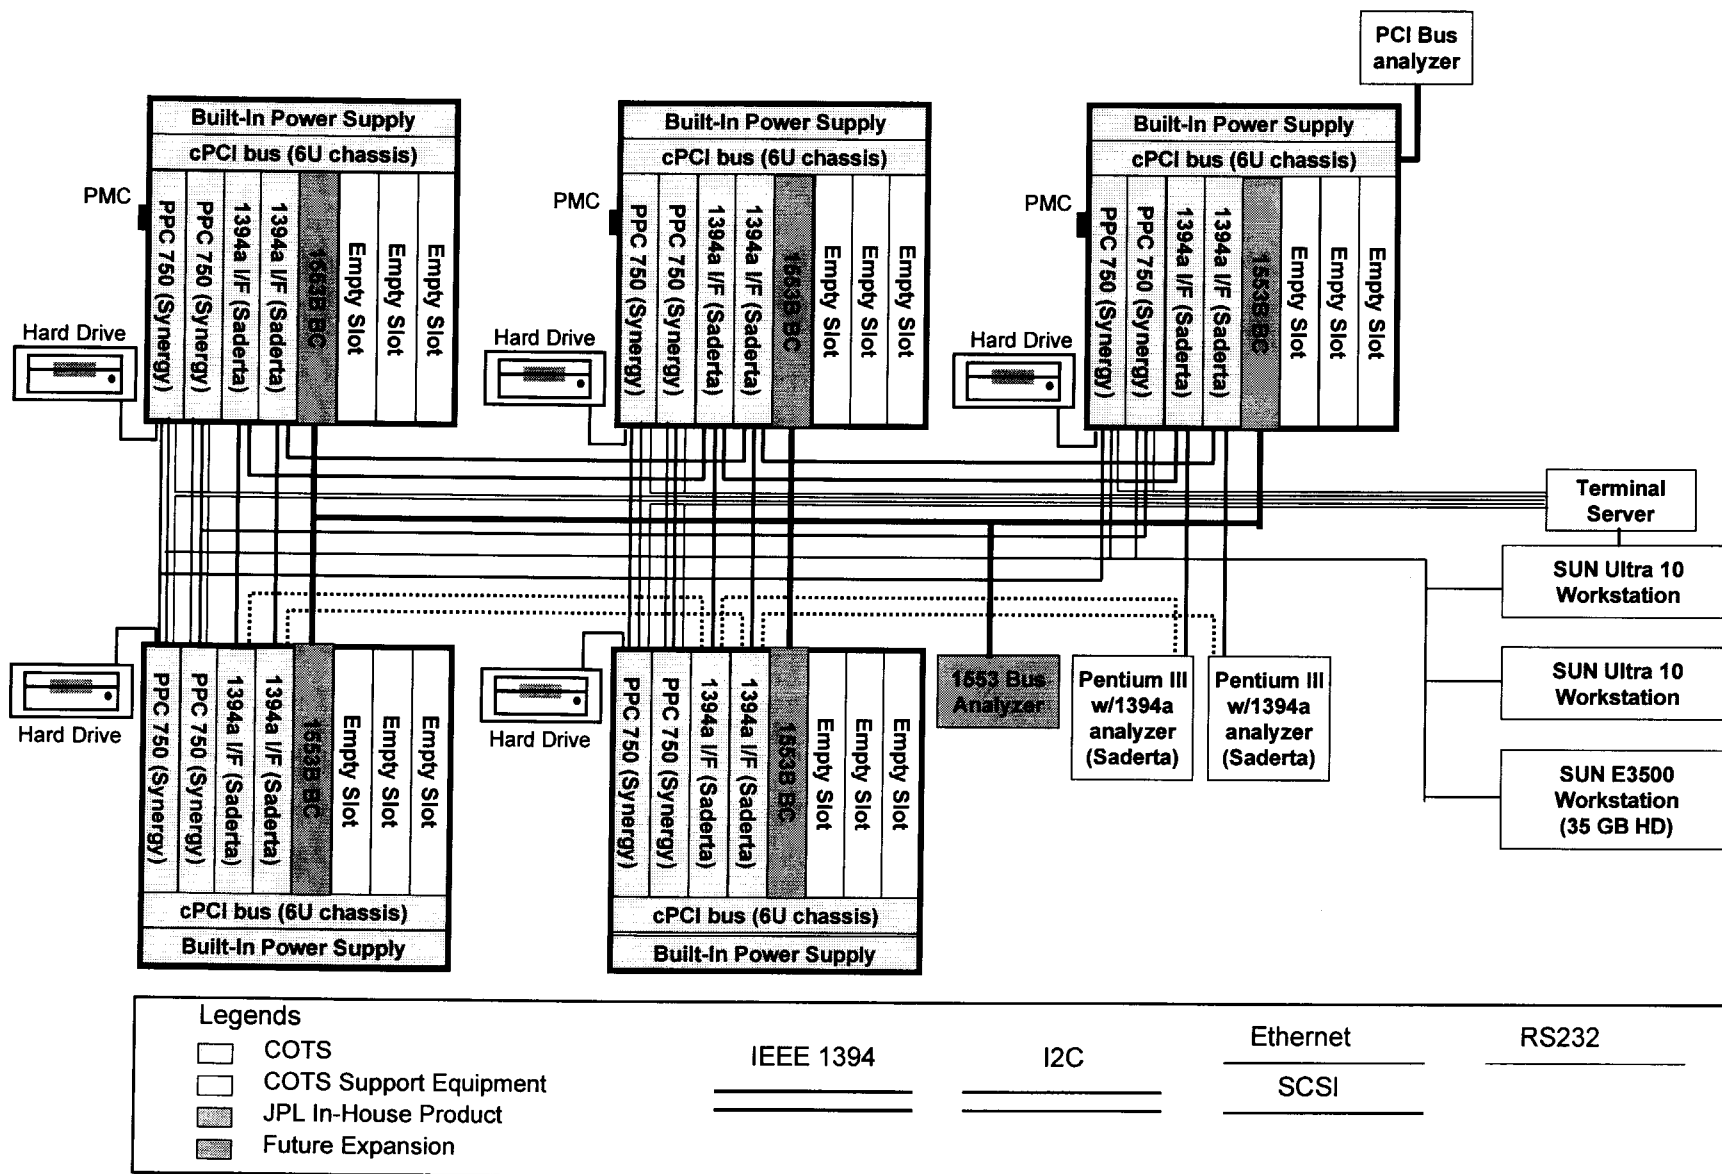 PCI Bus
analyzer
Built-In Power Supply
cPCI bus (6U chassis)
PMC
PPC 750 (Synergy)
PPC 750 (Synergy)
1394a I/F (Saderta)
1394a I/F (Saderta)
1553B BC
Empty Slot
Empty Slot
Empty Slot
Hard Drive
Built-In Power Supply
cPCI bus (6U chassis)
PMC
PPC 750 (Synergy)
PPC 750 (Synergy)
1394a I/F (Saderta)
1394a I/F (Saderta)
1553B BC
Empty Slot
Empty Slot
Empty Slot
Hard Drive
Built-In Power Supply
cPCI bus (6U chassis)
PMC
PPC 750 (Synergy)
PPC 750 (Synergy)
1394a I/F (Saderta)
1394a I/F (Saderta)
1553B BC
Empty Slot
Empty Slot
Empty Slot
Hard Drive
Terminal
Server
SUN Ultra 10
Workstation
SUN Ultra 10
Workstation
SUN E3500
Workstation
(35 GB HD)
Hard Drive
PPC 750 (Synergy)
PPC 750 (Synergy)
1394a I/F (Saderta)
1394a I/F (Saderta)
1553B BC
Empty Slot
Empty Slot
Empty Slot
cPCI bus (6U chassis)
Built-In Power Supply
Hard Drive
PPC 750 (Synergy)
PPC 750 (Synergy)
1394a I/F (Saderta)
1394a I/F (Saderta)
1553B BC
Empty Slot
Empty Slot
Empty Slot
cPCI bus (6U chassis)
Built-In Power Supply
1553 Bus
Analyzer
Pentium III
w/1394a
analyzer
(Saderta)
Pentium III
w/1394a
analyzer
(Saderta)
Legends
COTS
COTS Support Equipment
JPL In-House Product
Future Expansion
IEEE 1394
I2C
Ethernet
SCSI
RS232